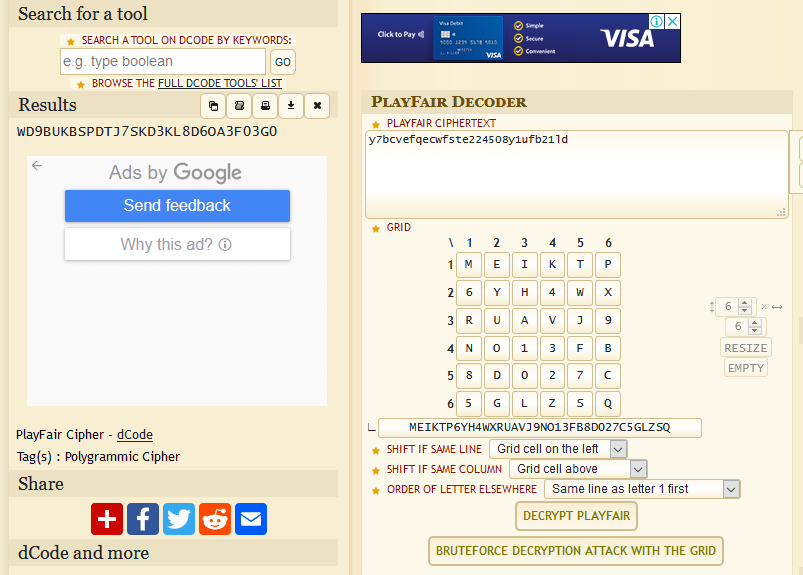 Search for a tool
SEARCH A TOOL ON DCODE BY KEYWORDS:
e.g. type boolean
GO
BROWSE THE FULL DCODE TOOLS' LIST
Results
WD9BUKBSPDTJ7SKD3KL8D6OA3F03G0
Ads by Google
Send feedback
Why this ad?
PlayFair Cipher - dCode
Tag(s) : Polygrammic Cipher
Share
dCode and more
Click to Pay
Visa Debit
VISA
Simple
Secure
Convenient
VISA
PLAYFAIR DECODER
PLAYFAIR CIPHERTEXT
y7bcvefqecwfste224508y1ufb21ld
GRID
\ 1 2 3 4 5 6
1 M E I K T P
2 6 Y H 4 W X
3 R U A V J 9
4 N O 1 3 F B
5 8 D 0 2 7 C
6 5 G L Z S Q
6 ×
6
RESIZE
EMPTY
MEIKTP6YH4WXRUAVJ9NO13FB8D027C5GLZSQ
SHIFT IF SAME LINE Grid cell on the left
SHIFT IF SAME COLUMN Grid cell above
ORDER OF LETTER ELSEWHERE Same line as letter 1 first
DECRYPT PLAYFAIR
BRUTEFORCE DECRYPTION ATTACK WITH THE GRID